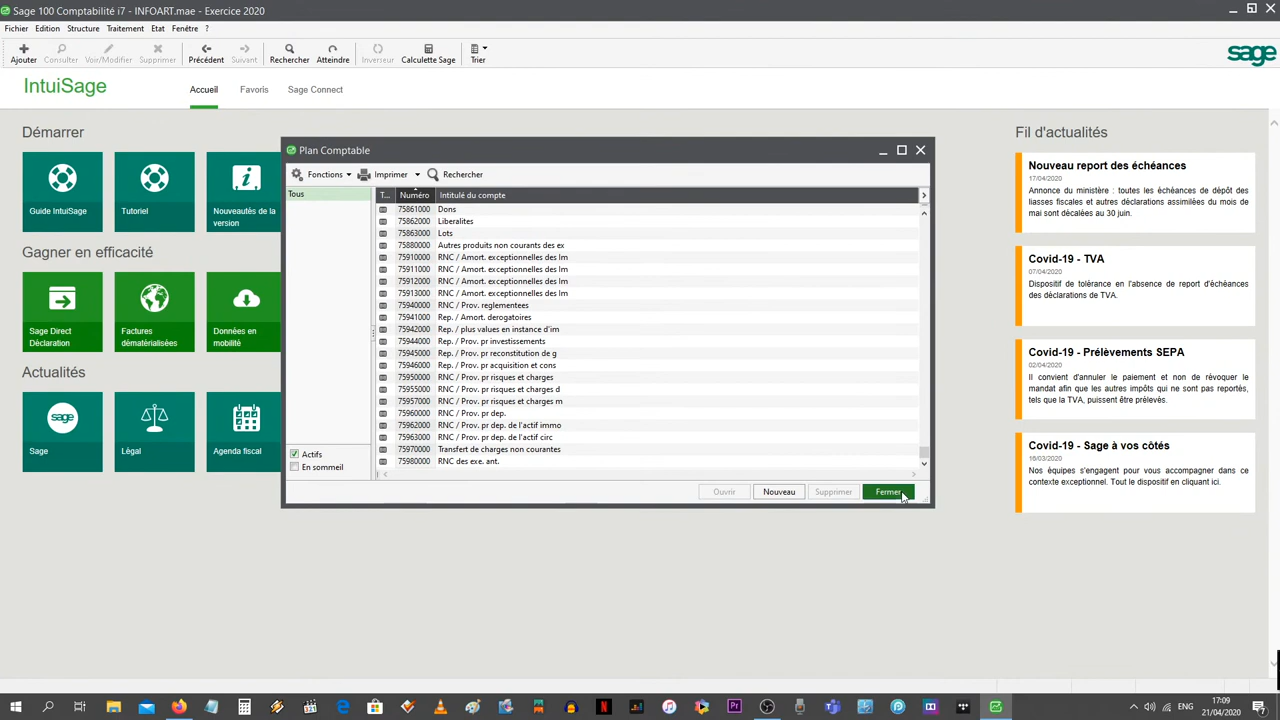 Sage 100 Comptabilité i7 - INFOART.mae - Exercice 2020
Fichier Edition Structure Traitement Etat Fenêtre ?
Ajouter Consulter Voir/Modifier Supprimer Précédent Suivant Rechercher Atteindre Inverseur Calculette Sage Trier
sage
IntuiSage Accueil Favoris Sage Connect
Démarrer
Guide IntuiSage
Tutoriel
Nouveautés de la
version
Gagner en efficacité
Sage Direct
Déclaration
Factures
dématérialisées
Données en
mobilité
Actualités
sage
Sage
Légal
Agenda fiscal
Plan Comptable
Fonctions Imprimer Rechercher
Tous
T... Numéro Intitulé du compte
75861000 Dons
75862000 Liberalites
75863000 Lots
75880000 Autres produits non courants des ex
75910000 RNC / Amort. exceptionnelles des Im
75911000 RNC / Amort. exceptionnelles des Im
75912000 RNC / Amort. exceptionnelles des Im
75913000 RNC / Amort. exceptionnelles des Im
75940000 RNC / Prov. reglementees
75941000 Rep. / Amort. derogatoires
75942000 Rep. / plus values en instance d'im
75944000 Rep. / Prov. pr investissements
75945000 Rep. / Prov. pr reconstitution de g
75946000 Rep. / Prov. pr acquisition et cons
75950000 RNC / Prov. pr risques et charges
75955000 RNC / Prov. pr risques et charges d
75957000 RNC / Prov. pr risques et charges m
75960000 RNC / Prov. pr dep.
75962000 RNC / Prov. pr dep. de l'actif immo
75963000 RNC / Prov. pr dep. de l'actif circ
75970000 Transfert de charges non courantes
75980000 RNC des exe. ant.
Actifs
En sommeil
Ouvrir Nouveau Supprimer Fermer
Fil d'actualités
Nouveau report des échéances
17/04/2020
Annonce du ministère : toutes les échéances de dépôt des
liasses fiscales et autres déclarations assimilées du mois de
mai sont décalées au 30 juin.
Covid-19 - TVA
07/04/2020
Dispositif de tolérance en l'absence de report d'échéances
des déclarations de TVA.
Covid-19 - Prélèvements SEPA
02/04/2020
Il convient d'annuler le paiement et non de révoquer le
mandat afin que les autres impôts qui ne sont pas reportés,
tels que la TVA, puissent être prélevés.
Covid-19 - Sage à vos côtés
16/03/2020
Nos équipes s'engagent pour vous accompagner dans ce
contexte exceptionnel. Tout le dispositif en cliquant ici.
17:09
21/04/2020